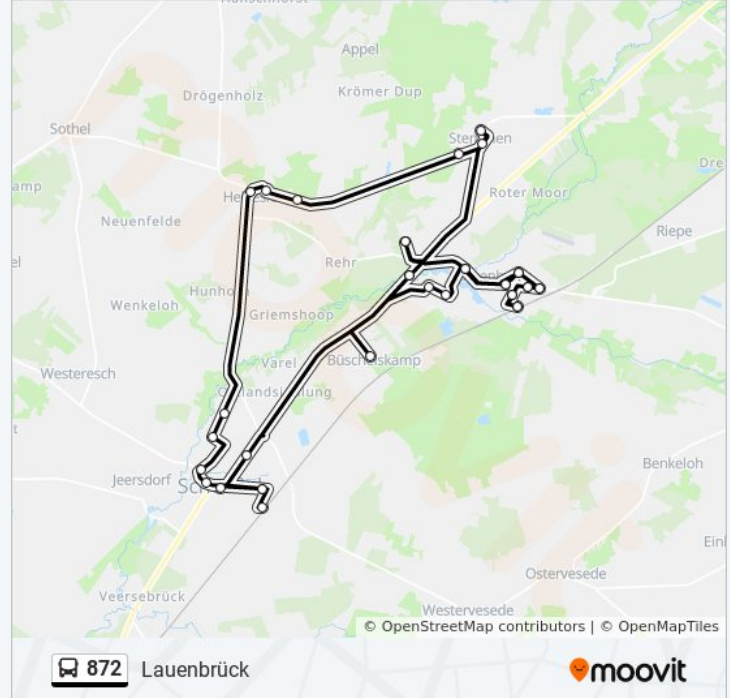 Appel
Krömer Dup
Drögenholz
Sothel
Roter Moor
Neuenfelde
Riepe
Rehr
Wenkeloh
Griemshoop
Varel
Westeresch
Büschelskamp
Jeersdorf
Benkeloh
Ostervesede
Veersebrück
Westervesede
© OpenStreetMap contributors | © OpenMapTiles
872 Lauenbrück
moovit